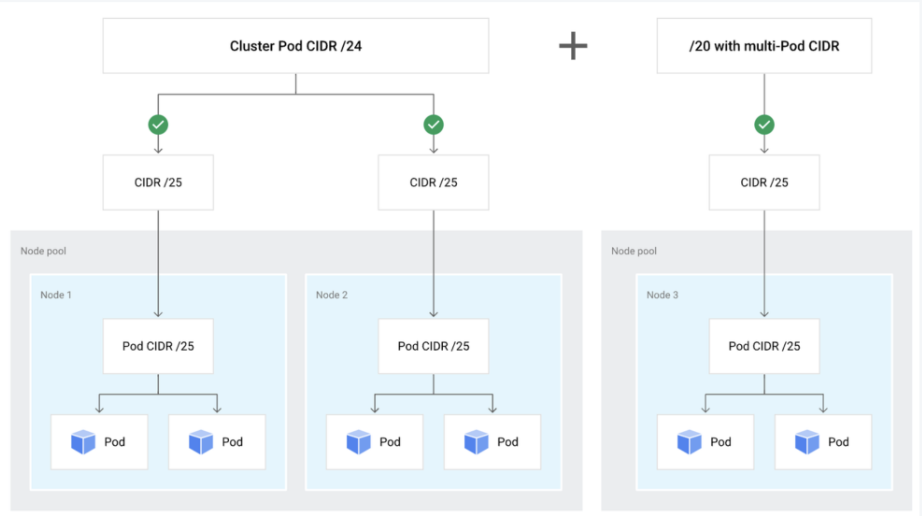 Cluster Pod CIDR /24
+
/20 with multi-Pod CIDR
CIDR /25
CIDR /25
CIDR /25
Node pool
Node pool
Node 1
Node 2
Node 3
Pod CIDR /25
Pod CIDR /25
Pod CIDR /25
Pod
Pod
Pod
Pod
Pod
Pod